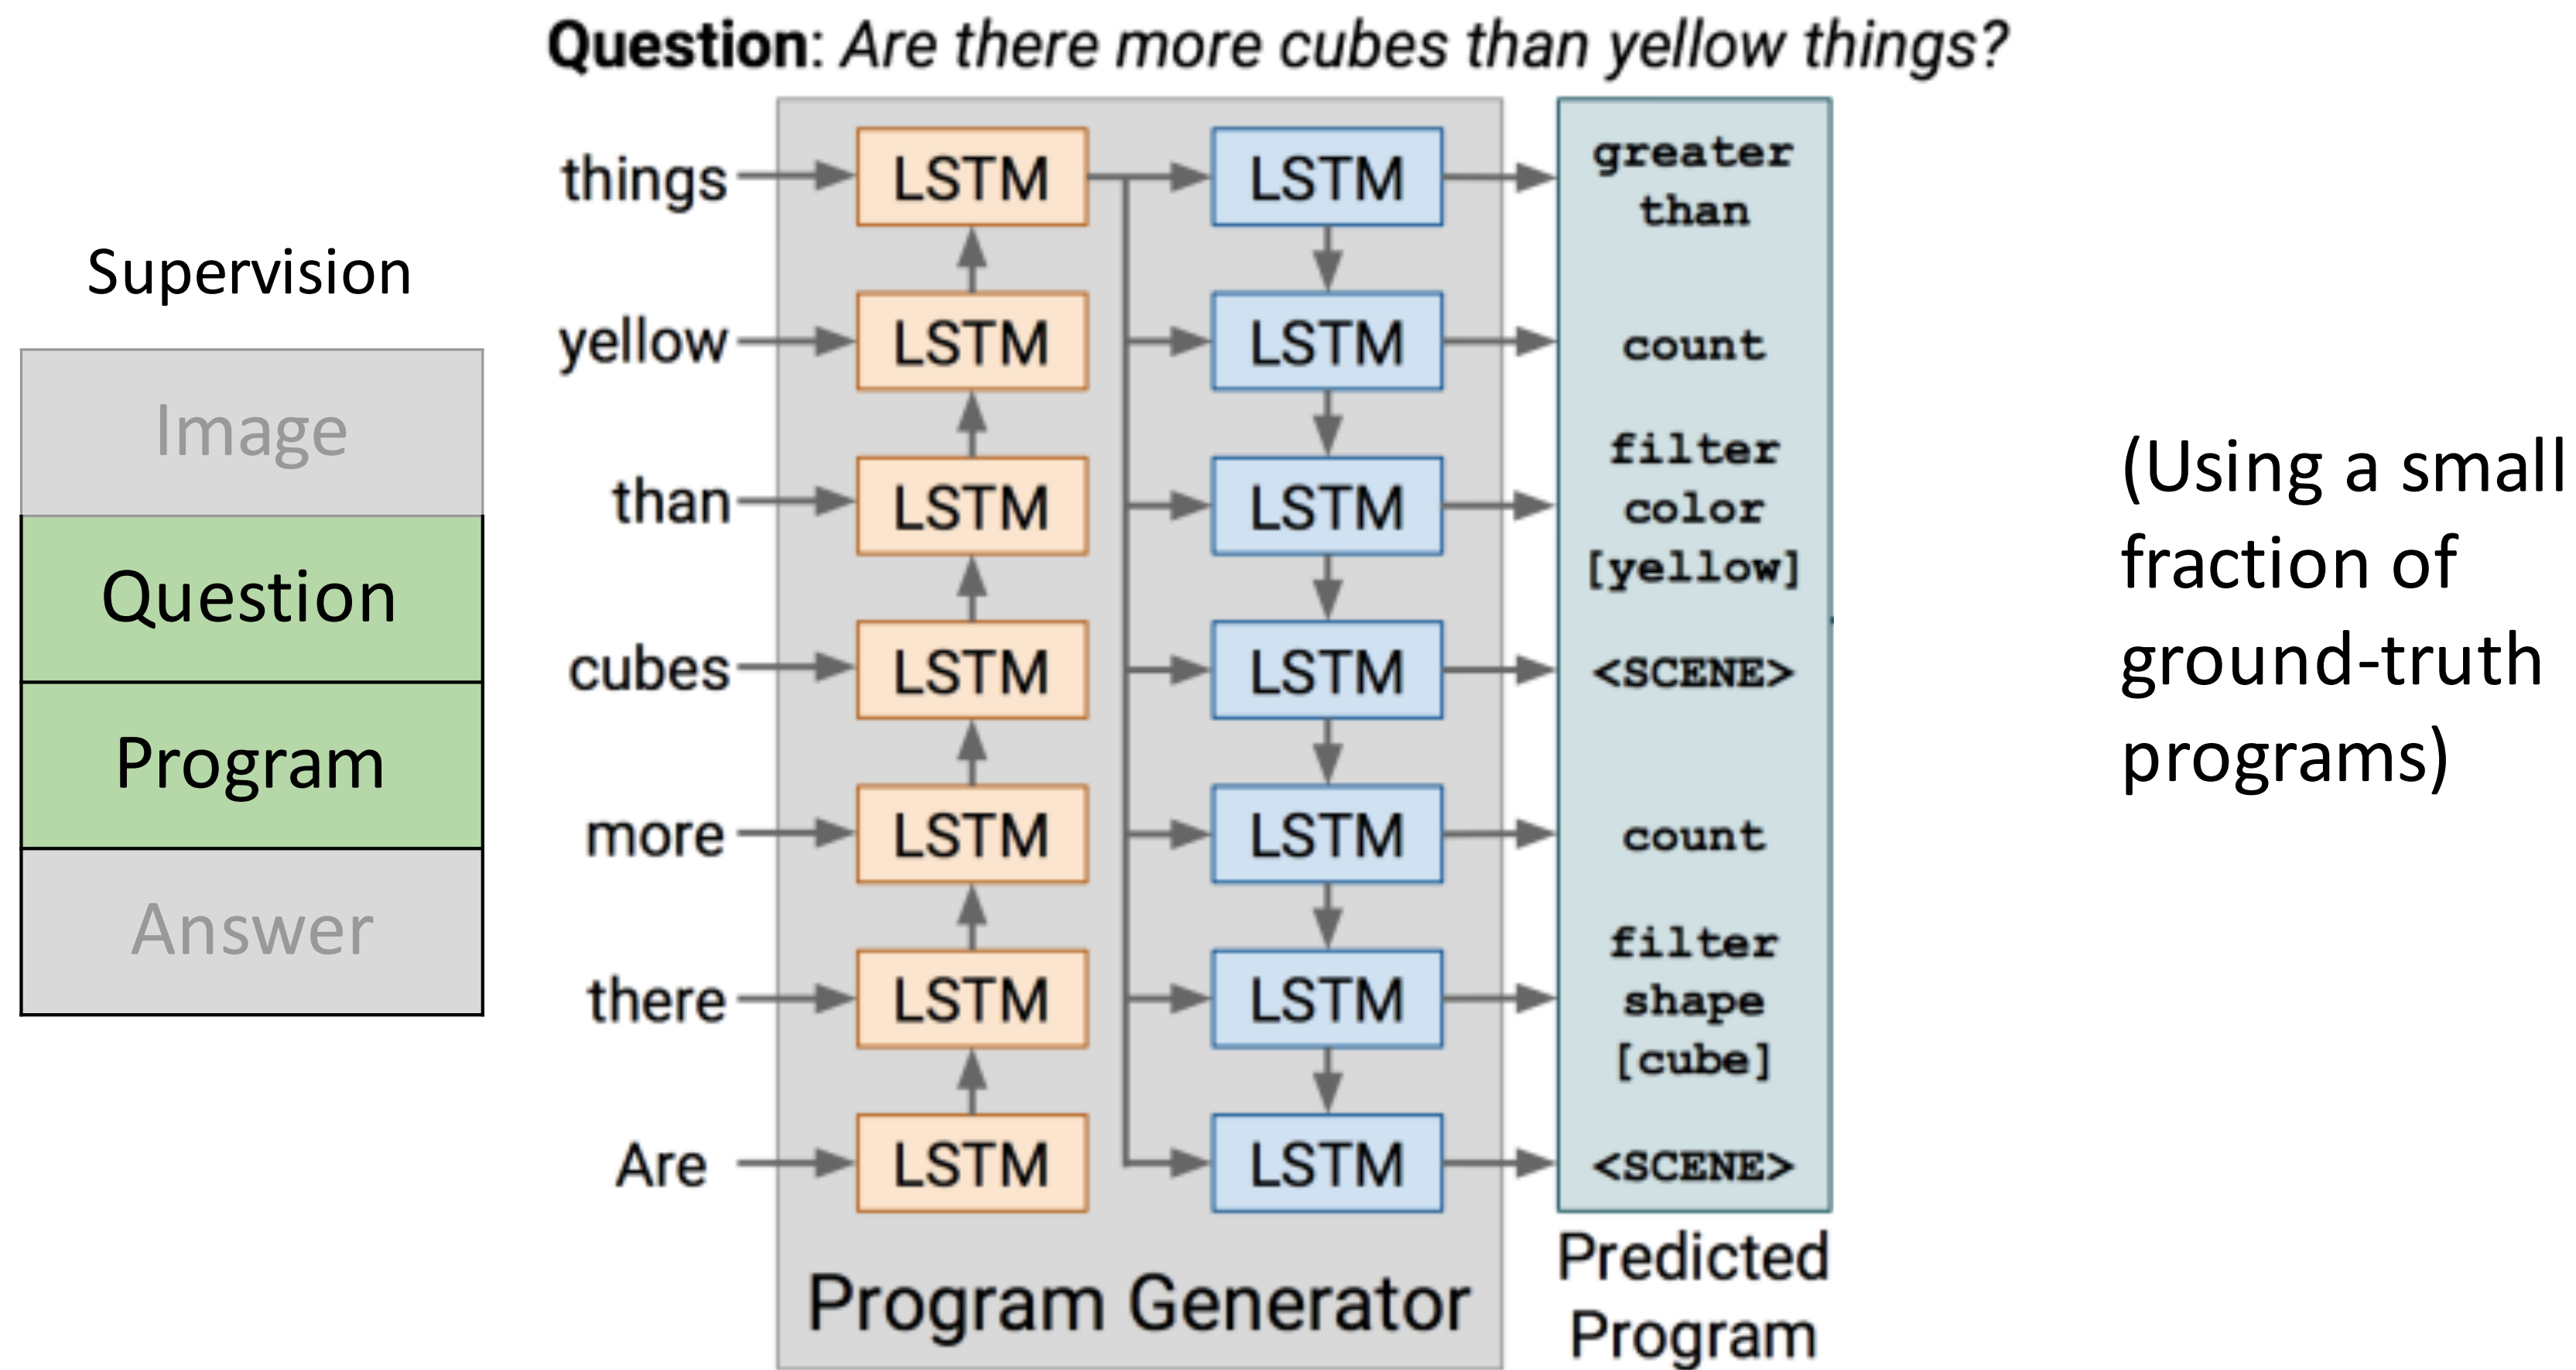 Question: Are there more cubes than yellow things?
Supervision
Image
Question
Program
Answer
things LSTM LSTM greater
than
yellow LSTM LSTM count
than LSTM LSTM filter
color
[yellow]
cubes LSTM LSTM <SCENE>
more LSTM LSTM count
there LSTM LSTM filter
shape
[cube]
Are LSTM LSTM <SCENE>
Program Generator
Predicted
Program
(Using a small
fraction of
ground-truth
programs)